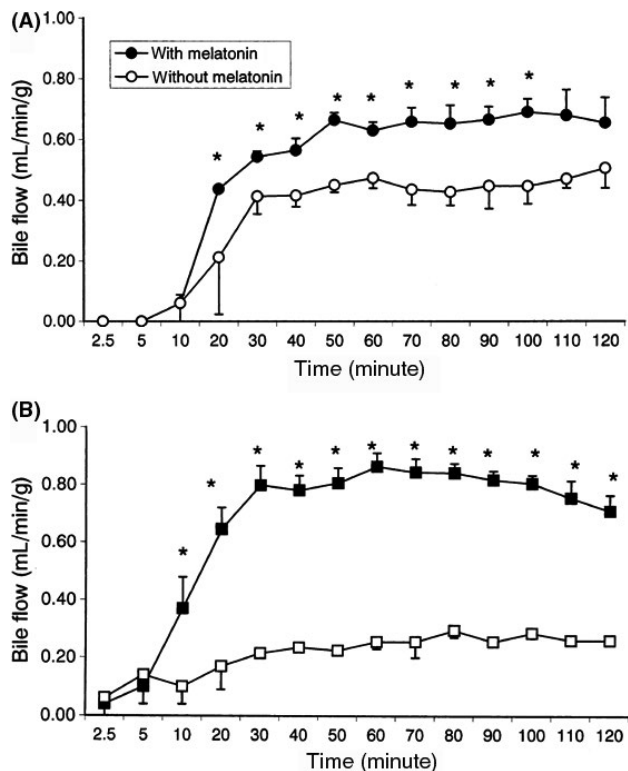 (A)
With melatonin
Without melatonin
Bile flow (mL/min/g)
1.00
0.80
0.60
0.40
0.20
0.00
* * * * * * * * *
2.5 5 10 20 30 40 50 60 70 80 90 100 110 120
Time (minute)
(B)
Bile flow (mL/min/g)
1.00
0.80
0.60
0.40
0.20
0.00
* * * * * * * * * * * *
2.5 5 10 20 30 40 50 60 70 80 90 100 110 120
Time (minute)